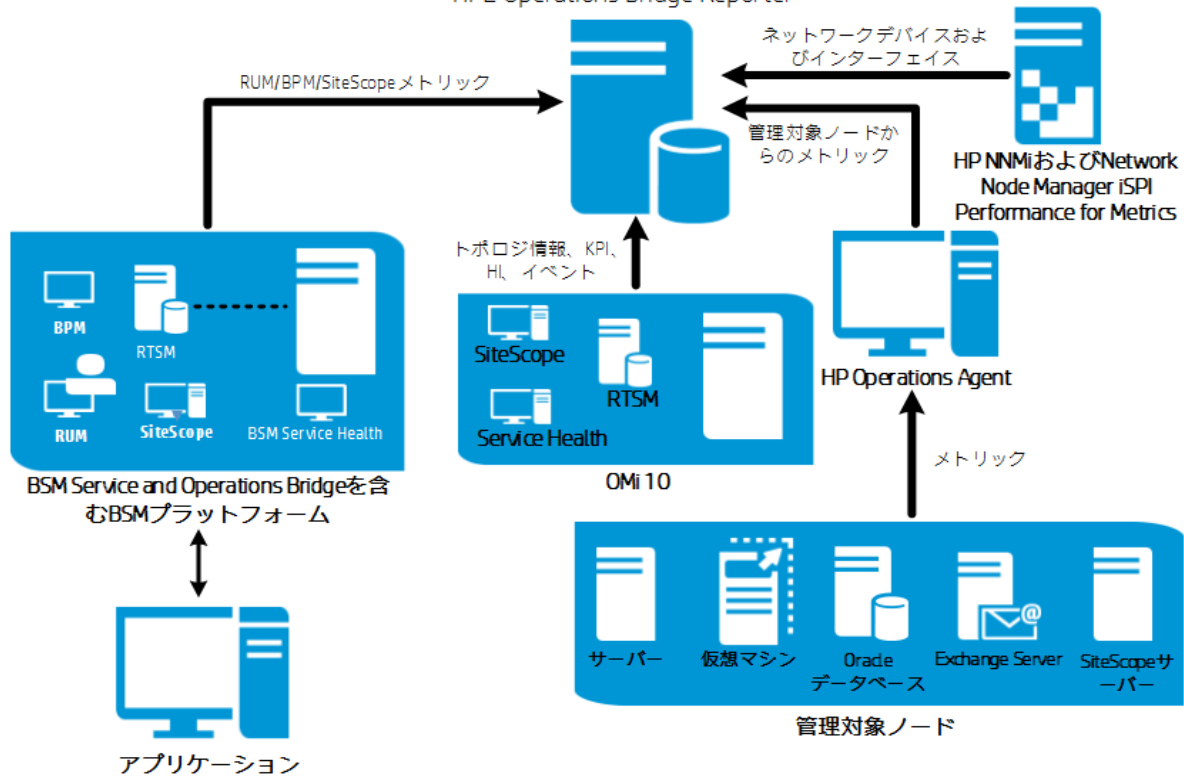 HPE Operations Bridge Reporter
ネットワークデバイスおよ
びインターフェイス
RUM/BPM/SiteScopeメトリック
管理対象ノードか
らのメトリック
HP NNMiおよびNetwork
Node Manager iSPI
Performance for Metrics
トポロジ情報、KPI、
HI、イベント
BPM
RTSM
RUM
SiteScope
BSM Service Health
BSM Service and Operations Bridgeを含
むBSMプラットフォーム
SiteScope
RTSM
Service Health
OMi 10
HP Operations Agent
メトリック
サーバー
仮想マシン
Oracle
データベース
Exchange Server
SiteScopeサ
ーバー
管理対象ノード
アプリケーション